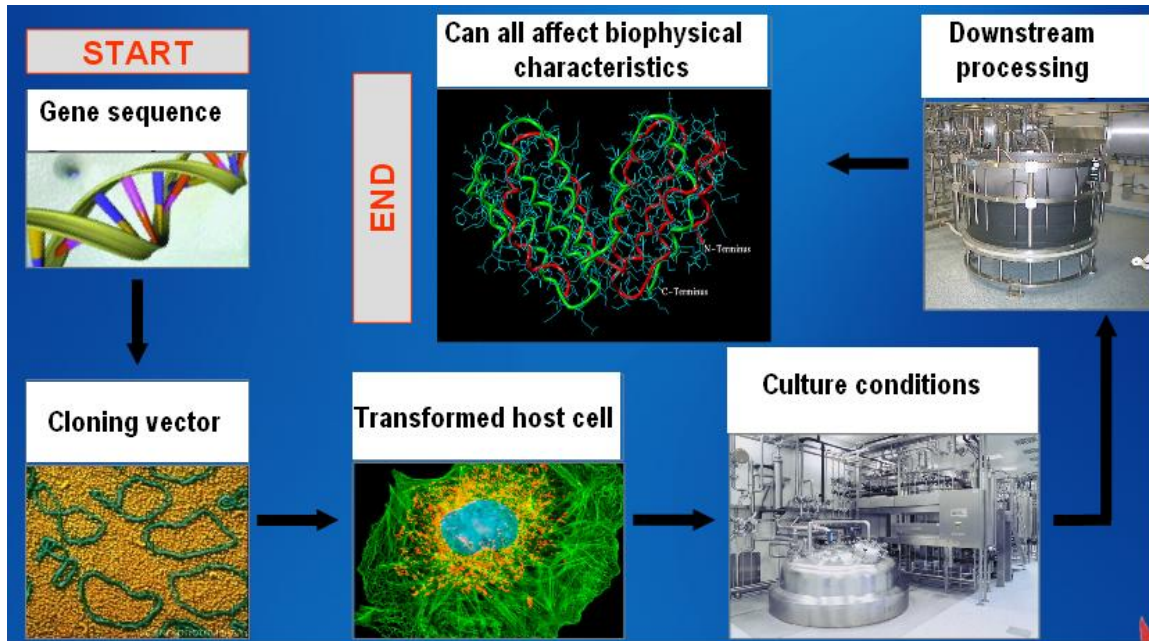 START
Gene sequence
Cloning vector
Transformed host cell
Culture conditions
Downstream
processing
Can all affect biophysical
characteristics
END
N-Terminus
C-Terminus